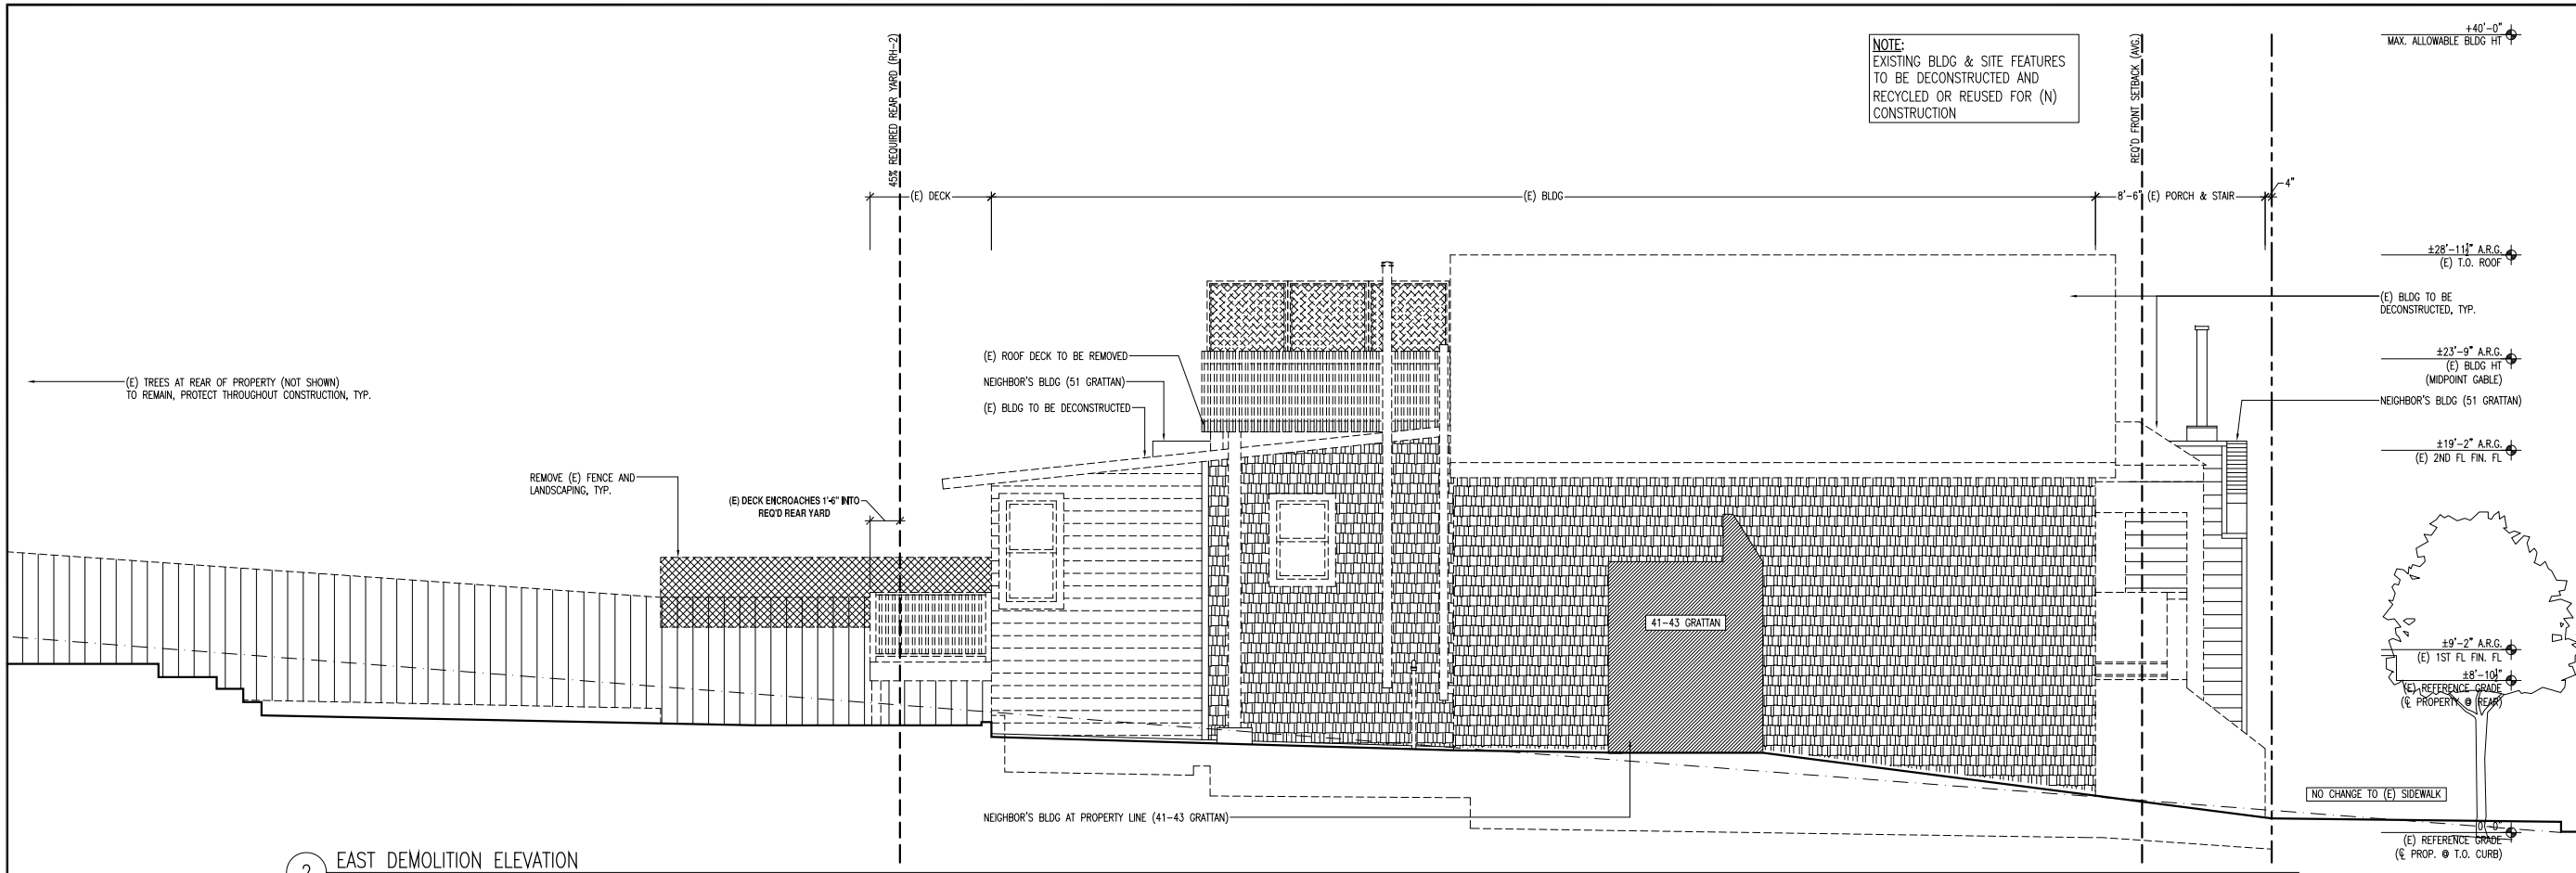 +40'-0"
MAX. ALLOWABLE BLDG HT
NOTE:
EXISTING BLDG & SITE FEATURES
TO BE DECONSTRUCTED AND
RECYCLED OR REUSED FOR (N)
CONSTRUCTION
45% REQUIRED REAR YARD (RH-2)
REQ'D FRONT SETBACK (AVG.)
(E) DECK
(E) BLDG
8'-6" (E) PORCH & STAIR
4"
±28'-11½" A.R.G.
(E) T.O. ROOF
(E) BLDG TO BE
DECONSTRUCTED, TYP.
(E) ROOF DECK TO BE REMOVED
NEIGHBOR'S BLDG (51 GRATTAN)
(E) BLDG TO BE DECONSTRUCTED
±23'-9" A.R.G.
(E) BLDG HT
(MIDPOINT GABLE)
NEIGHBOR'S BLDG (51 GRATTAN)
(E) TREES AT REAR OF PROPERTY (NOT SHOWN)
TO REMAIN, PROTECT THROUGHOUT CONSTRUCTION, TYP.
±19'-2" A.R.G.
(E) 2ND FL FIN. FL
REMOVE (E) FENCE AND
LANDSCAPING, TYP.
(E) DECK ENCROACHES 1'-6" INTO
REQ'D REAR YARD
41-43 GRATTAN
±9'-2" A.R.G.
(E) 1ST FL FIN. FL
±8'-10½"
(E) REFERENCE GRADE
(℄ PROPERTY @ REAR)
NO CHANGE TO (E) SIDEWALK
NEIGHBOR'S BLDG AT PROPERTY LINE (41-43 GRATTAN)
0'-0"
(E) REFERENCE GRADE
(℄ PROP. @ T.O. CURB)
2
EAST DEMOLITION ELEVATION